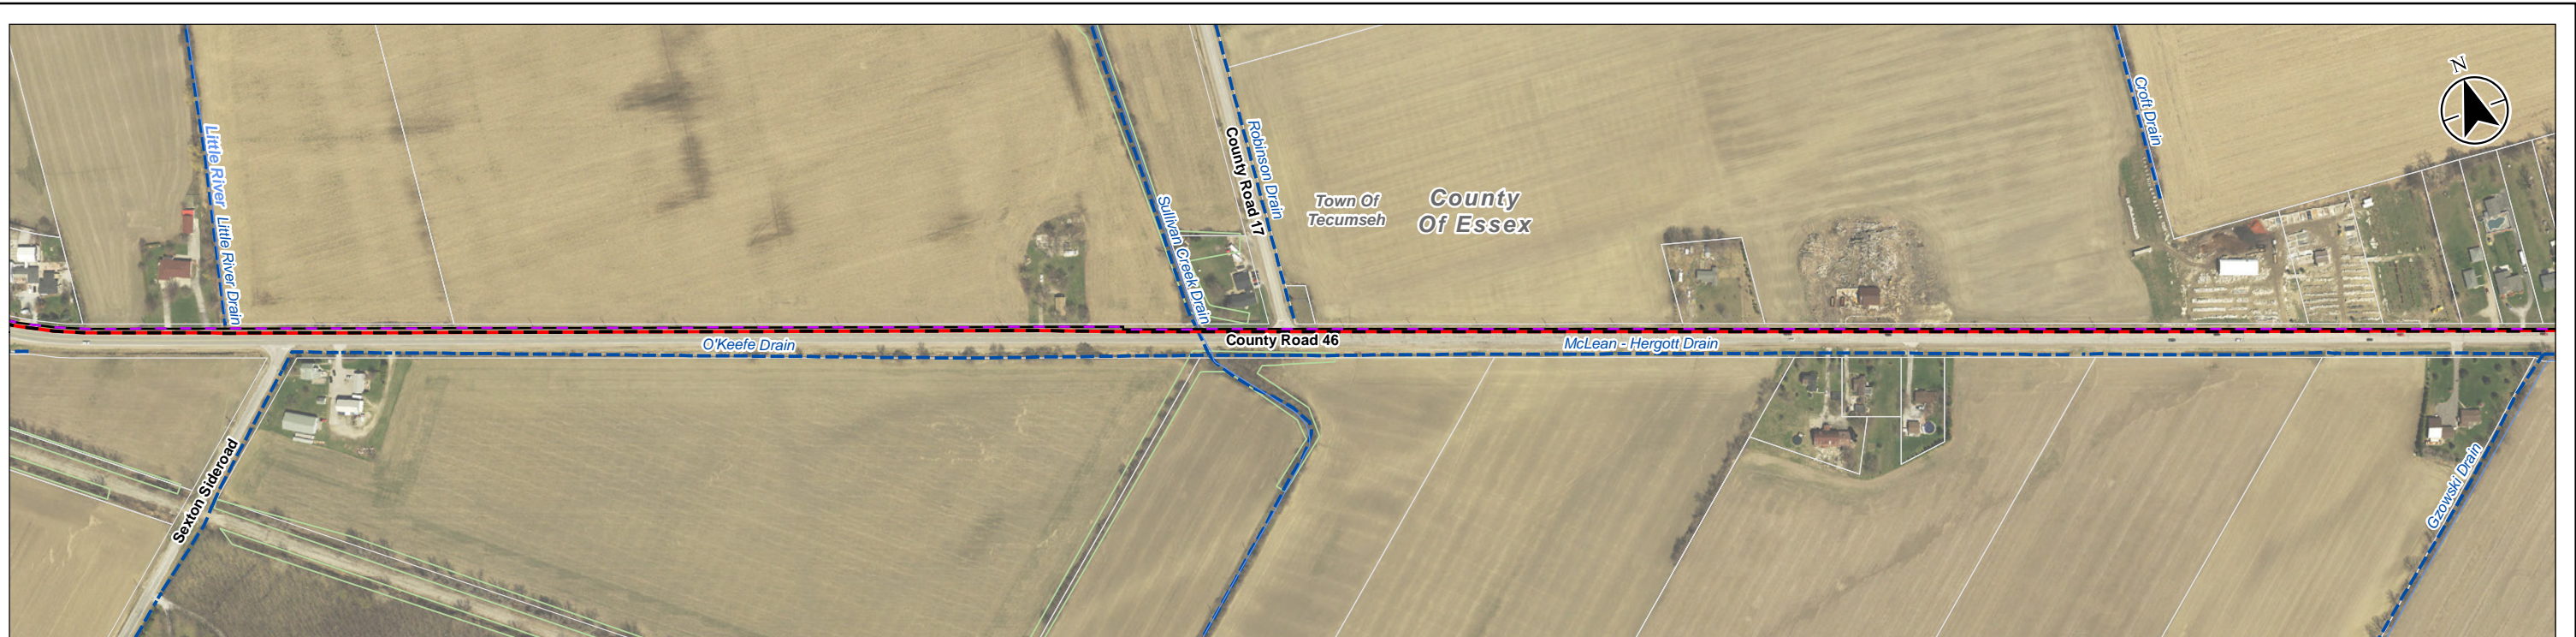 N
Little River
Little River Drain
Sullivan Creek Drain
County Road 17
Robinson Drain
Town Of
Tecumseh
County
Of Essex
Croft Drain
O'Keefe Drain
County Road 46
McLean - Hergott Drain
Sexton Sideroad
Gzowski Drain